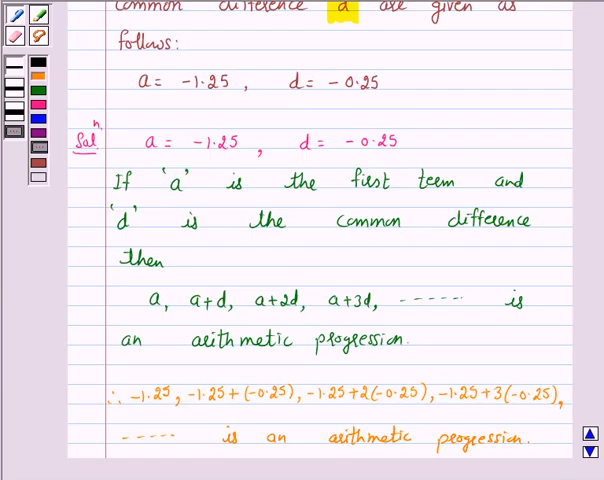 common difference d are given as
follows:
a = -1.25 , d = -0.25
Solⁿ. a = -1.25 , d = -0.25
If 'a' is the first term and
'd' is the common difference
then
a, a+d, a+2d, a+3d, ------ is
an arithmetic progression.
∴ -1.25, -1.25+(-0.25), -1.25+2(-0.25), -1.25+3(-0.25),
------ is an arithmetic progression.